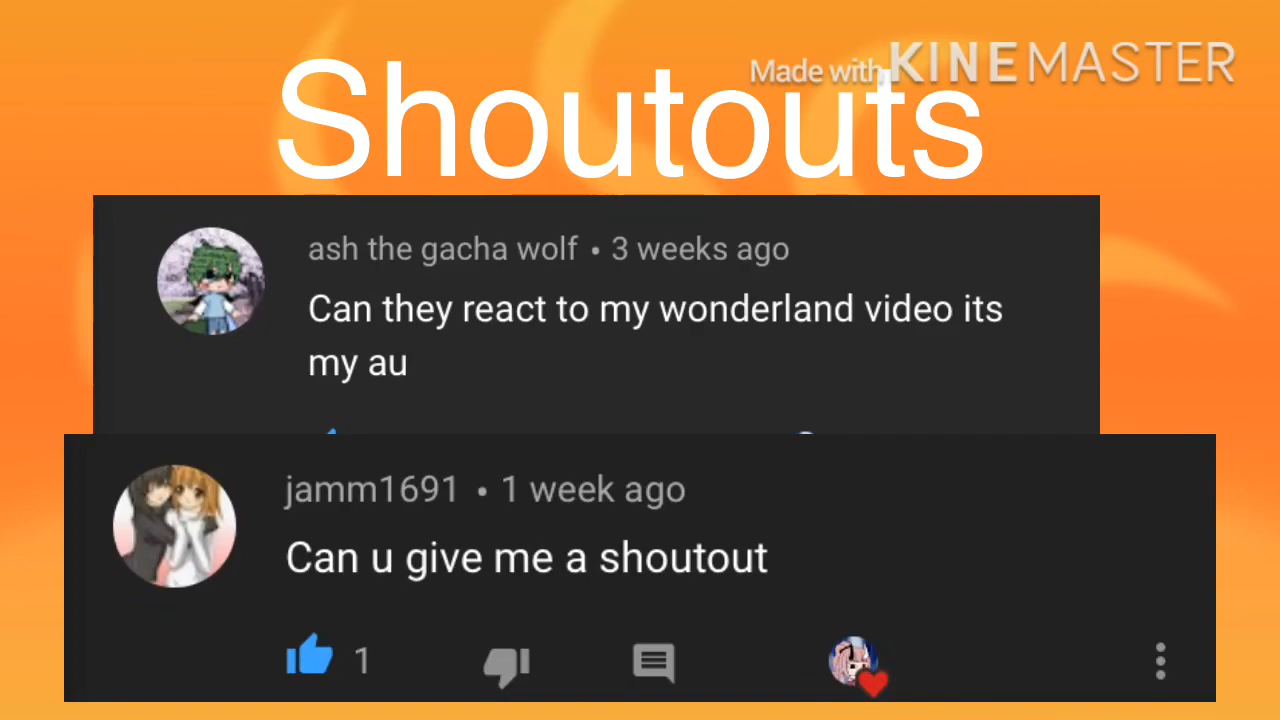 Made with KINEMASTER
Shoutouts
ash the gacha wolf • 3 weeks ago
Can they react to my wonderland video its
my au
jamm1691 • 1 week ago
Can u give me a shoutout
1